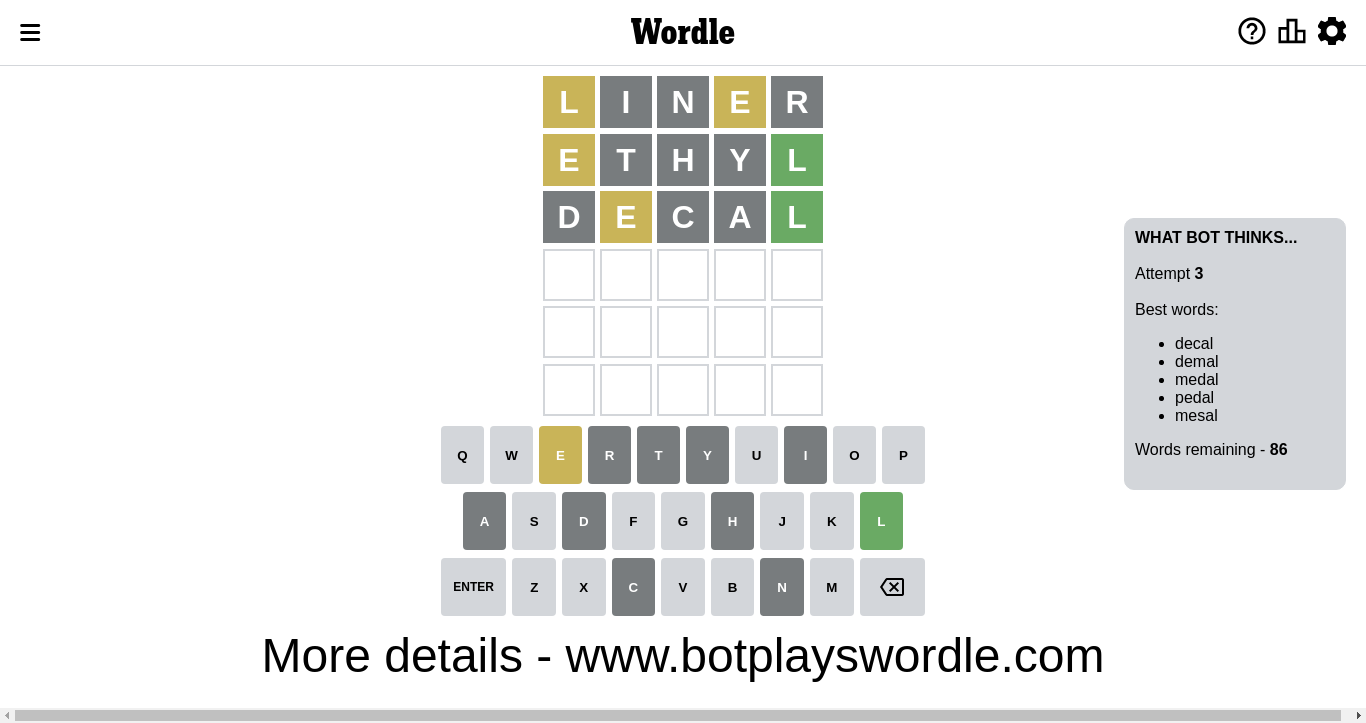 Wordle
L I N E R
E T H Y L
D E C A L
WHAT BOT THINKS...
Attempt 3
Best words:
decal
demal
medal
pedal
mesal
Words remaining - 86
Q W E R T Y U I O P
A S D F G H J K L
ENTER Z X C V B N M
More details - www.botplayswordle.com